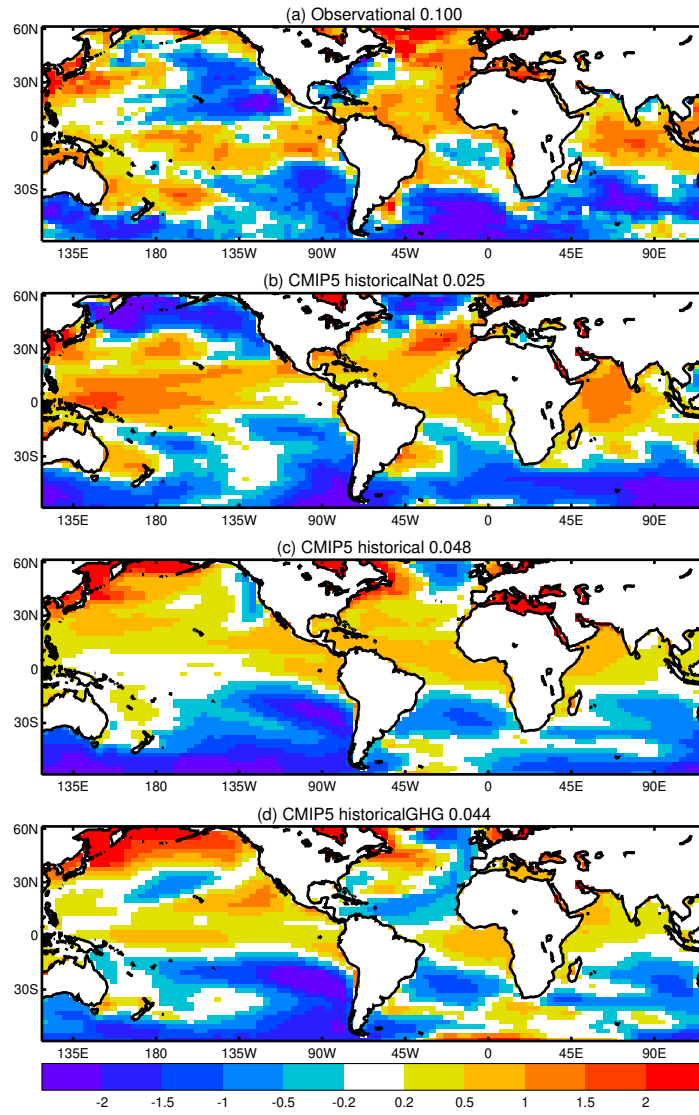 (a) Observational 0.100
60N
30N
0
30S
135E 180 135W 90W 45W 0 45E 90E
(b) CMIP5 historicalNat 0.025
60N
30N
0
30S
135E 180 135W 90W 45W 0 45E 90E
(c) CMIP5 historical 0.048
60N
30N
0
30S
135E 180 135W 90W 45W 0 45E 90E
(d) CMIP5 historicalGHG 0.044
60N
30N
0
30S
135E 180 135W 90W 45W 0 45E 90E
-2 -1.5 -1 -0.5 -0.2 0.2 0.5 1 1.5 2